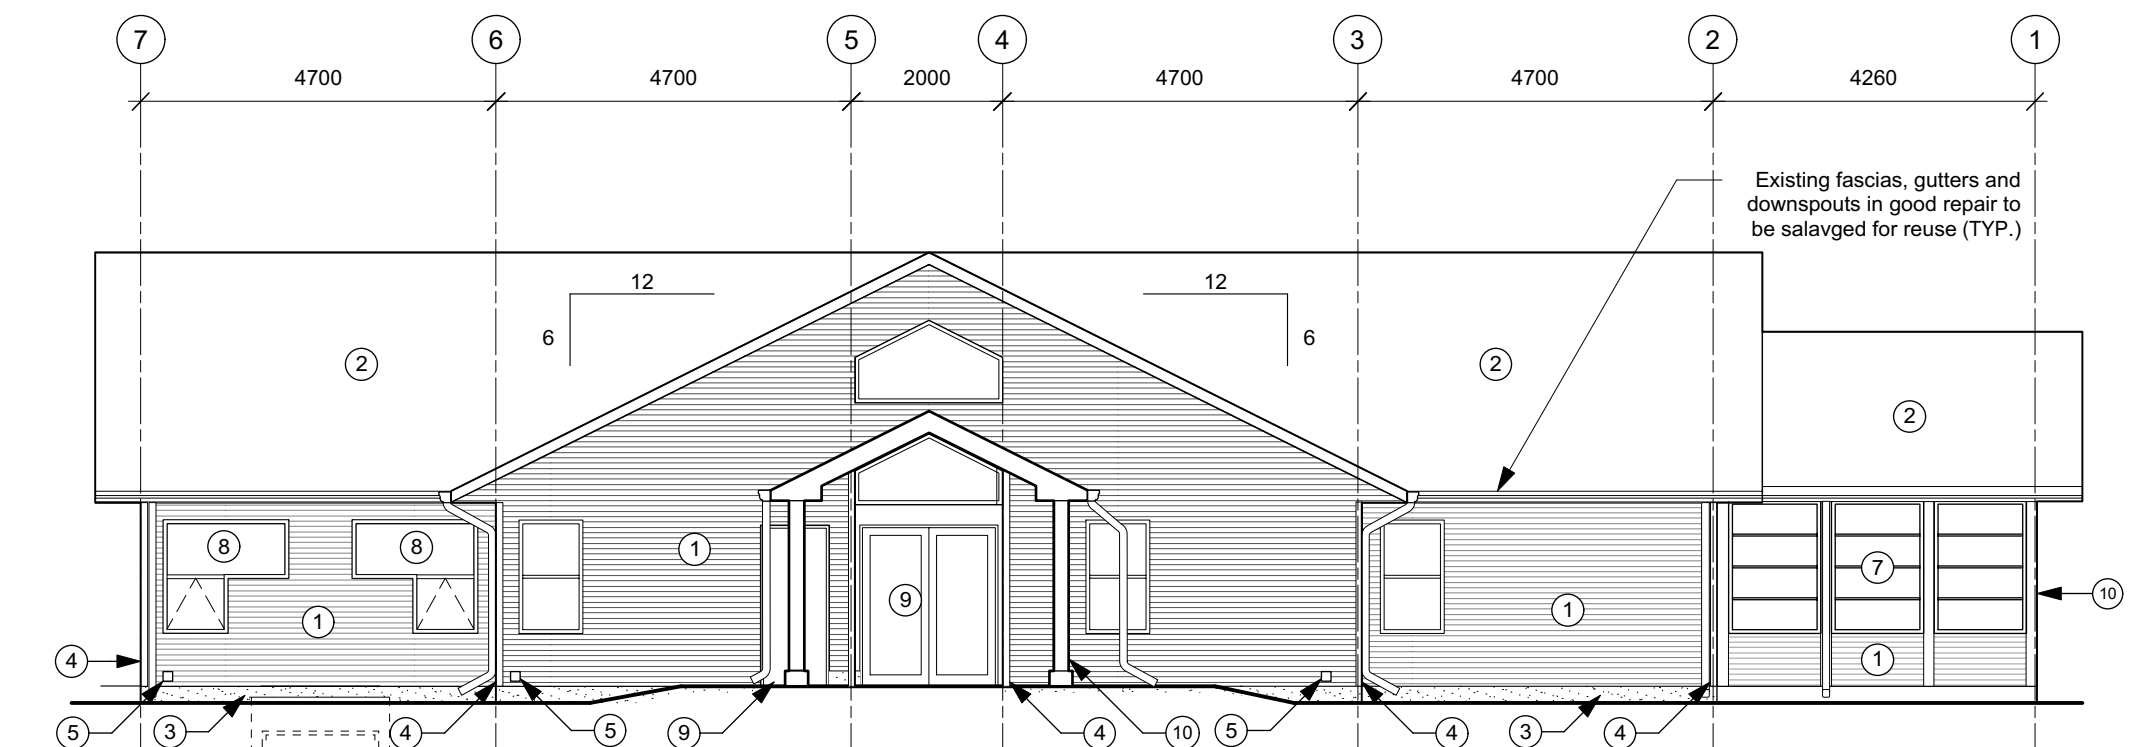 7 6 5 4 3 2 1
4700 4700 2000 4700 4700 4260
Existing fascias, gutters and
downspouts in good repair to
be salavged for reuse (TYP.)
12 12
6 6
2 2
2
8 8 1
7
9
10
1 1
1
4
5 3 4 5 9 4 10 5 4 3 4